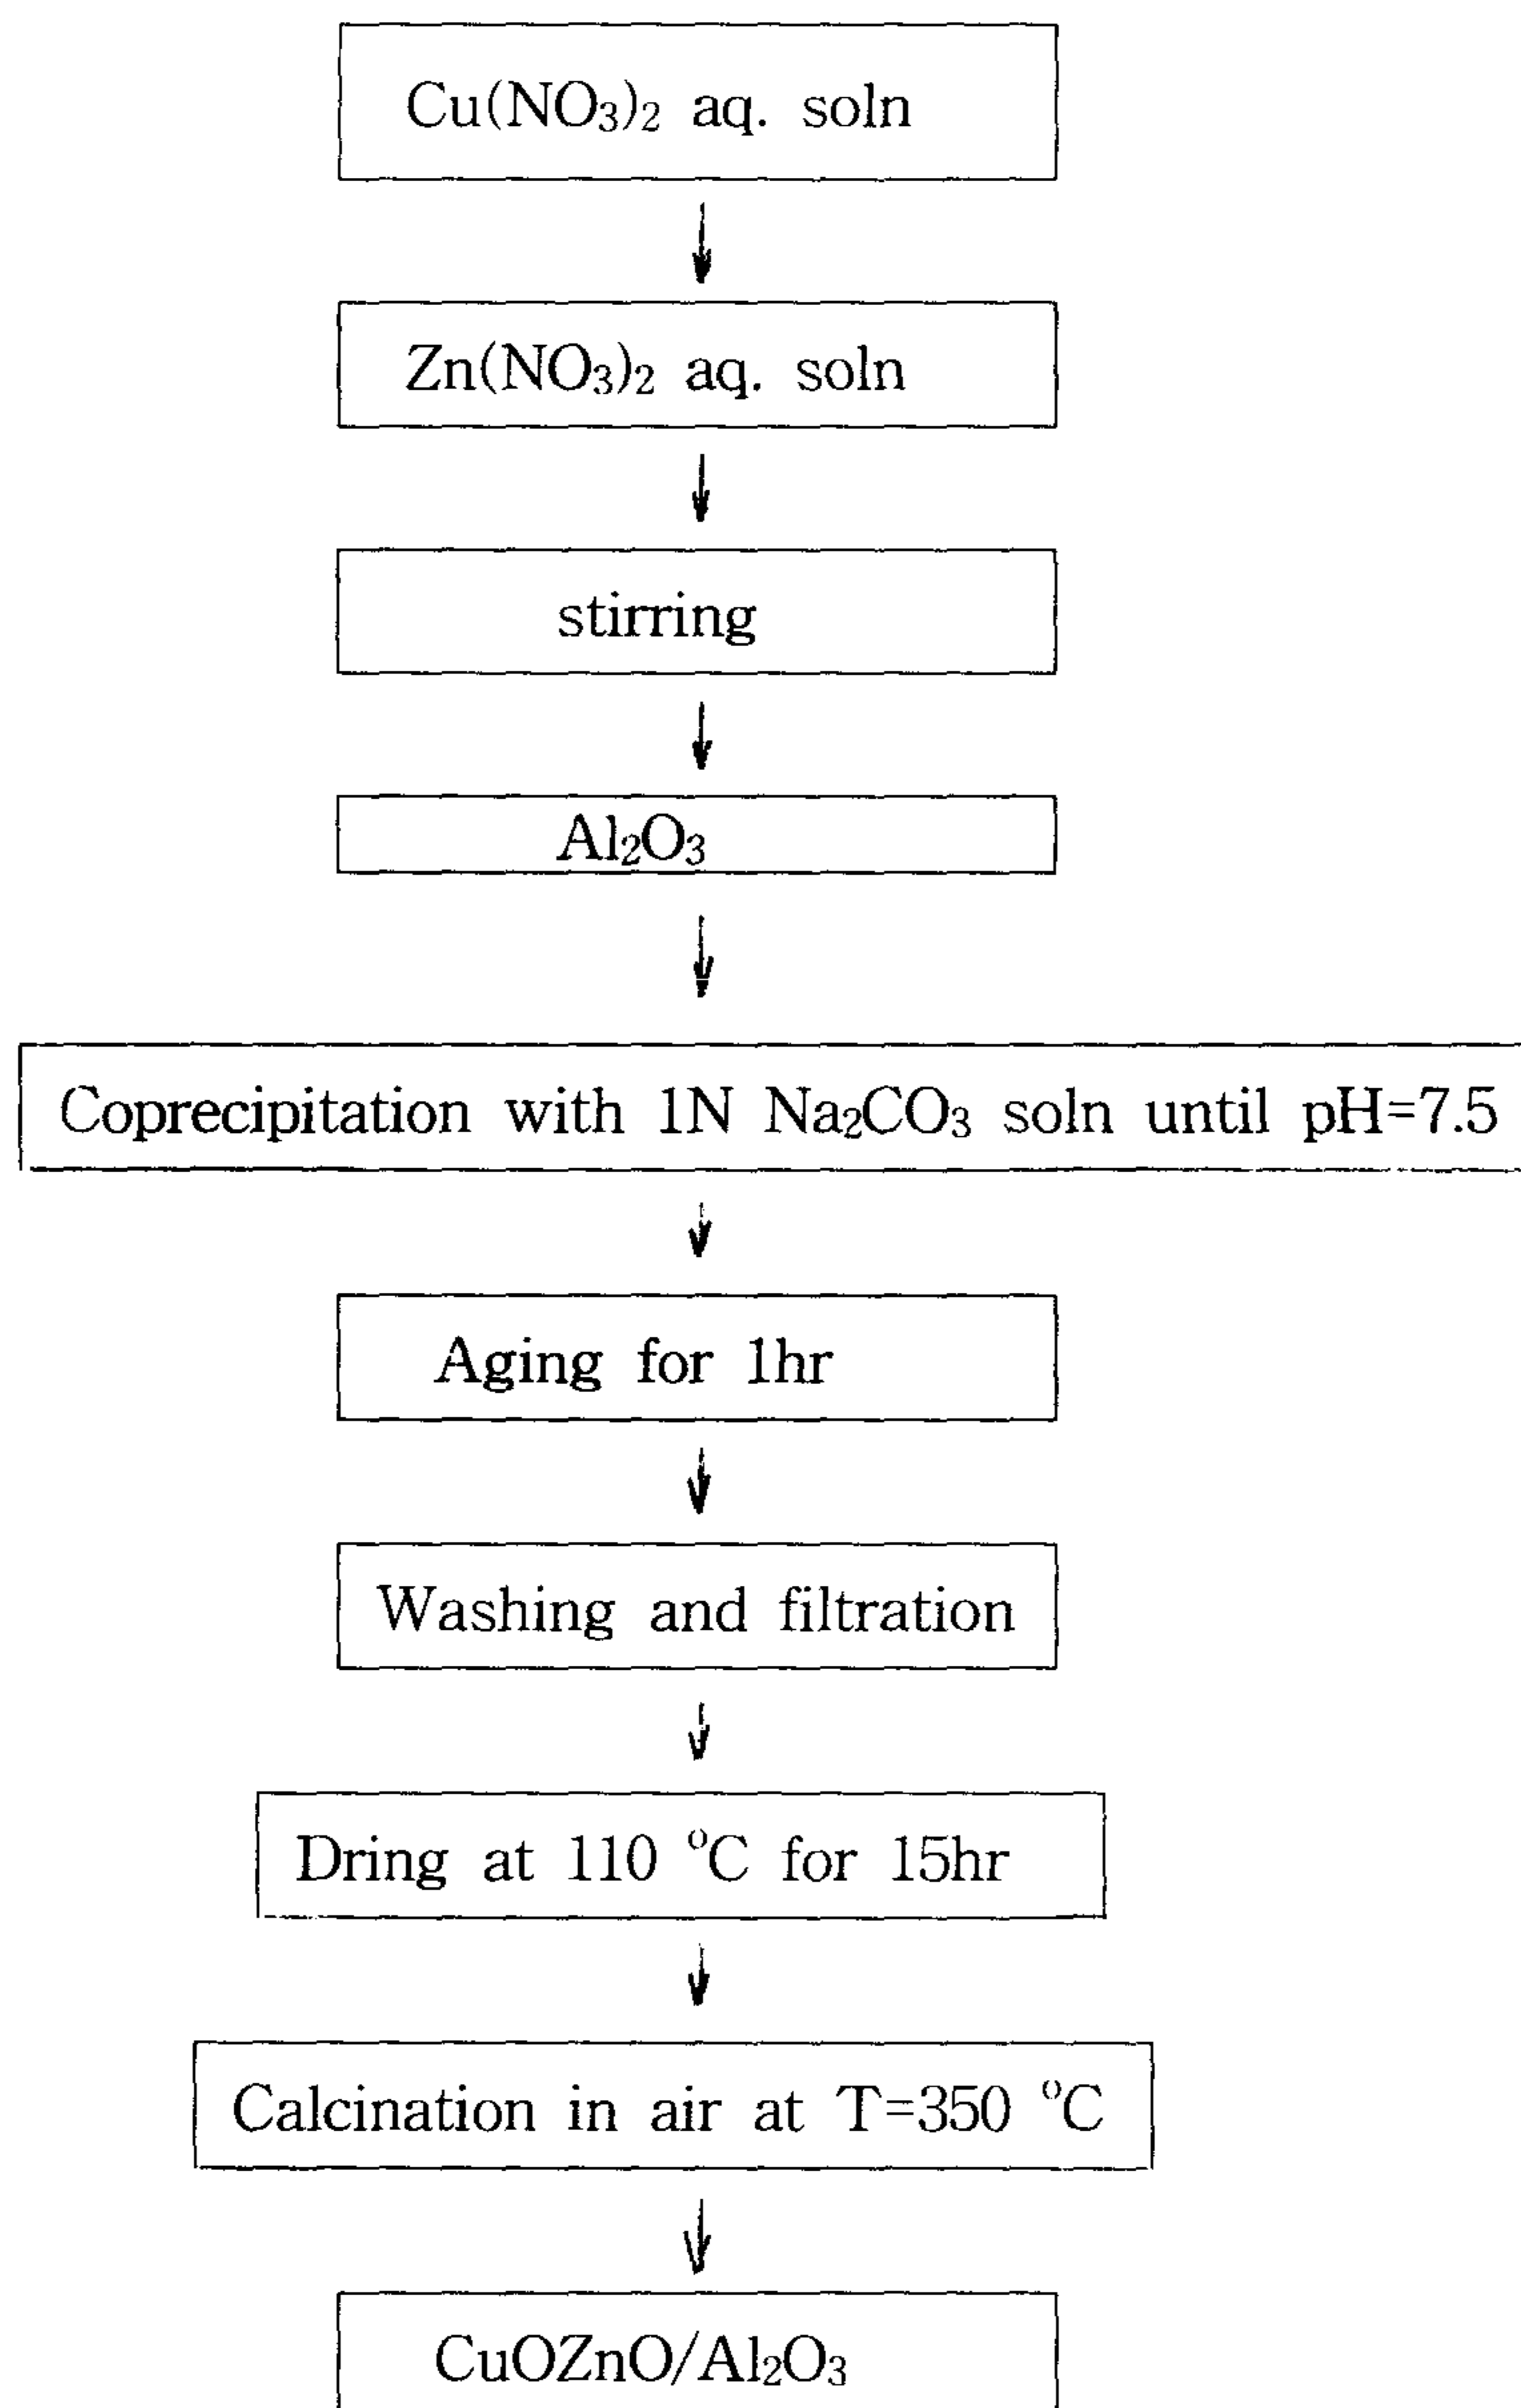 Cu(NO₃)₂ aq. soln
Zn(NO₃)₂ aq. soln
stirring
Al₂O₃
Coprecipitation with 1N Na₂CO₃ soln until pH=7.5
Aging for 1hr
Washing and filtration
Dring at 110 °C for 15hr
Calcination in air at T=350 °C
CuOZnO/Al₂O₃